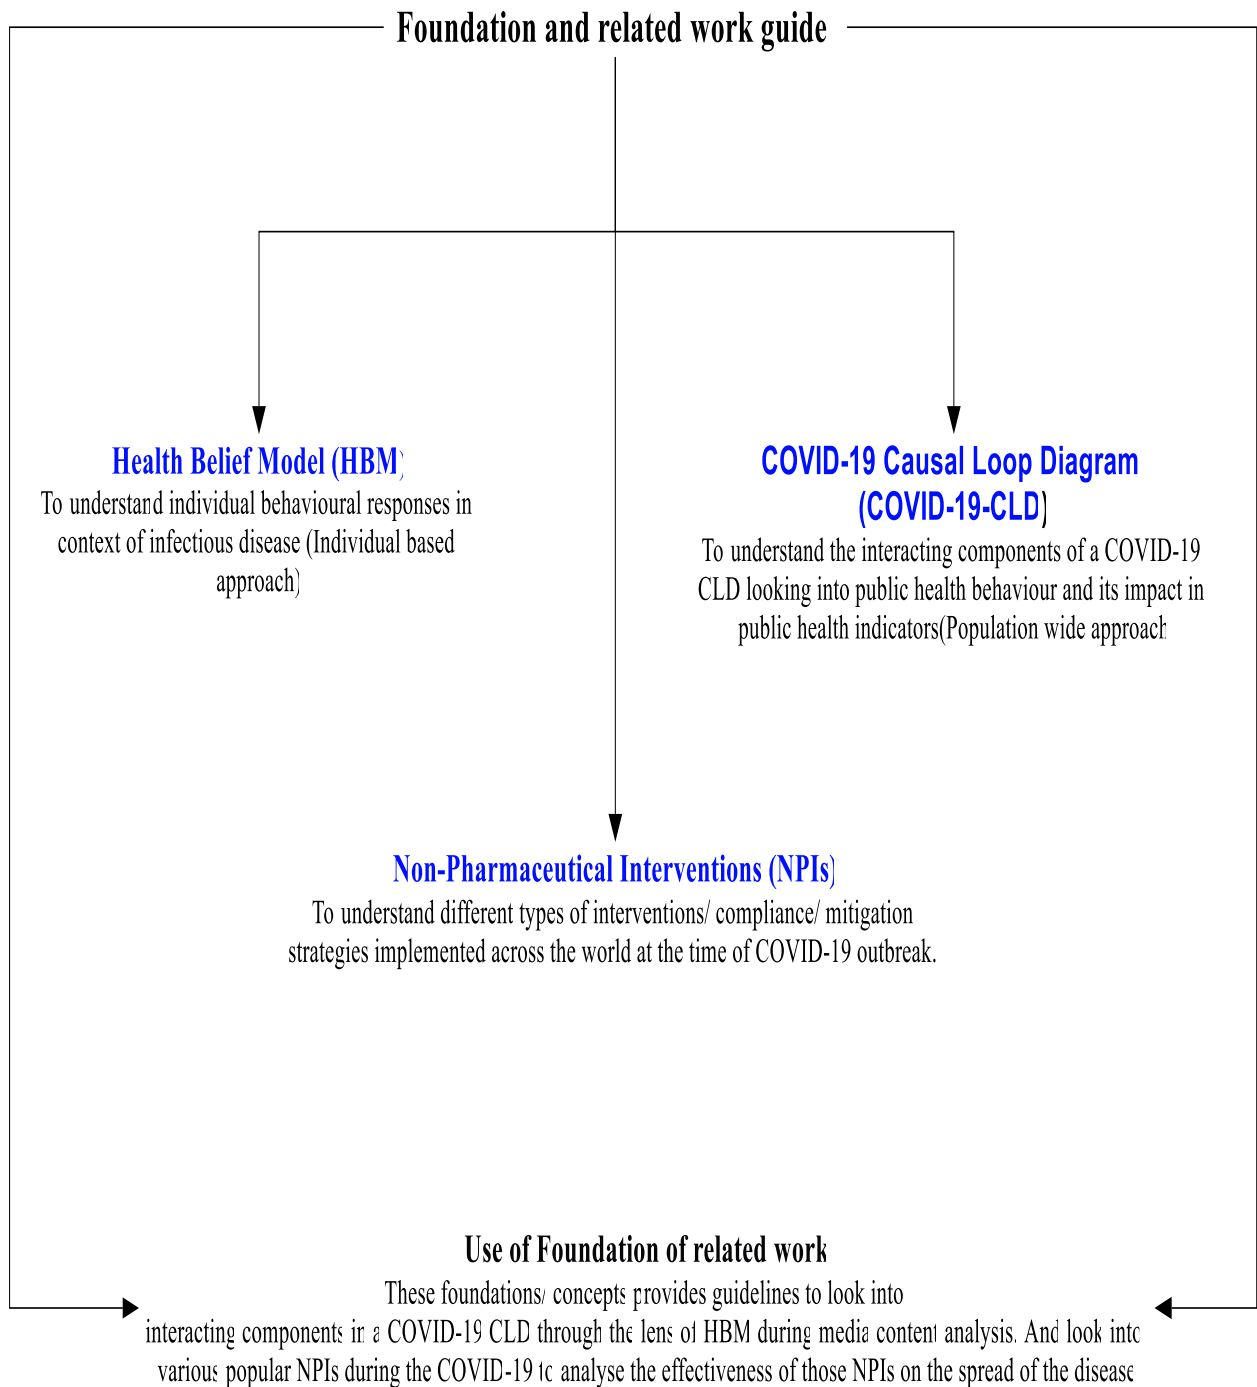 Foundation and related work guide
Health Belief Model (HBM)
To understand individual behavioural responses in
context of infectious disease (Individual based
approach)
COVID-19 Causal Loop Diagram
(COVID-19-CLD)
To understand the interacting components of a COVID-19
CLD looking into public health behaviour and its impact in
public health indicators(Population wide approach
Non-Pharmaceutical Interventions (NPIs)
To understand different types of interventions/ compliance/ mitigation
strategies implemented across the world at the time of COVID-19 outbreak.
Use of Foundation of related work
These foundations/ concepts provides guidelines to look into
interacting components in a COVID-19 CLD through the lens of HBM during media content analysis. And look into
various popular NPIs during the COVID-19 to analyse the effectiveness of those NPIs on the spread of the disease